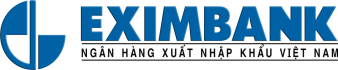 EXIMBANK
NGÂN HÀNG XUẤT NHẬP KHẨU VIỆT NAM